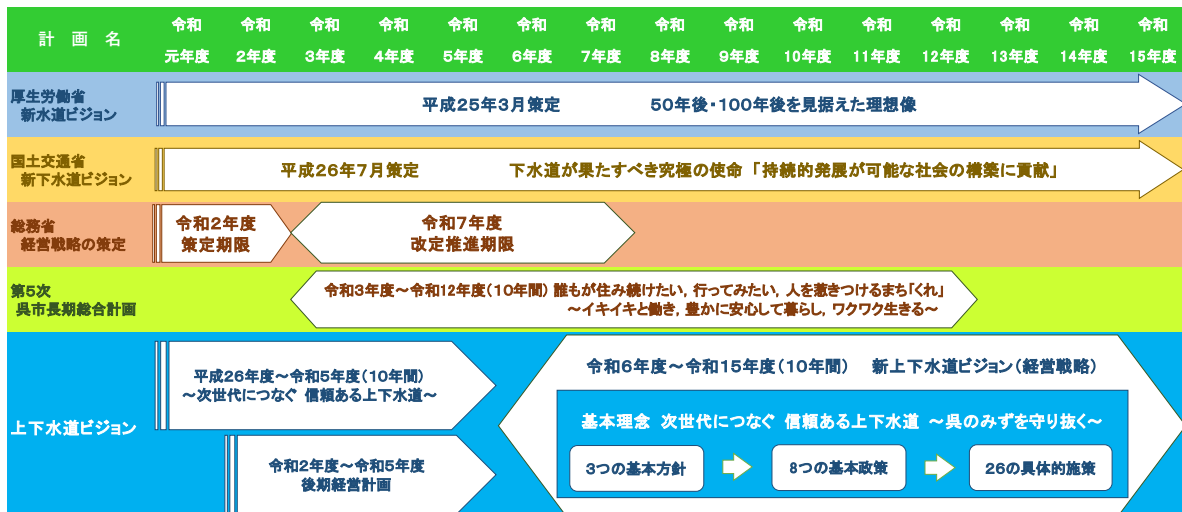 計 画 名
令和 令和 令和 令和 令和 令和 令和 令和 令和 令和 令和 令和 令和 令和 令和
元年度 2年度 3年度 4年度 5年度 6年度 7年度 8年度 9年度 10年度 11年度 12年度 13年度 14年度 15年度
厚生労働省
新水道ビジョン
平成25年3月策定 50年後・100年後を見据えた理想像
国土交通省
新下水道ビジョン
平成26年7月策定 下水道が果たすべき究極の使命 「持続的発展が可能な社会の構築に貢献」
総務省
経営戦略の策定
令和2年度
策定期限
令和7年度
改定推進期限
第5次
呉市長期総合計画
令和3年度~令和12年度(10年間) 誰もが住み続けたい, 行ってみたい, 人を惹きつけるまち「くれ」
~イキイキと働き, 豊かに安心して暮らし, ワクワク生きる~
上下水道ビジョン
平成26年度~令和5年度(10年間)
~次世代につなぐ 信頼ある上下水道~
令和2年度~令和5年度
後期経営計画
令和6年度~令和15年度(10年間) 新上下水道ビジョン(経営戦略)
基本理念 次世代につなぐ 信頼ある上下水道 ~呉のみずを守り抜く~
3つの基本方針
8つの基本政策
26の具体的施策